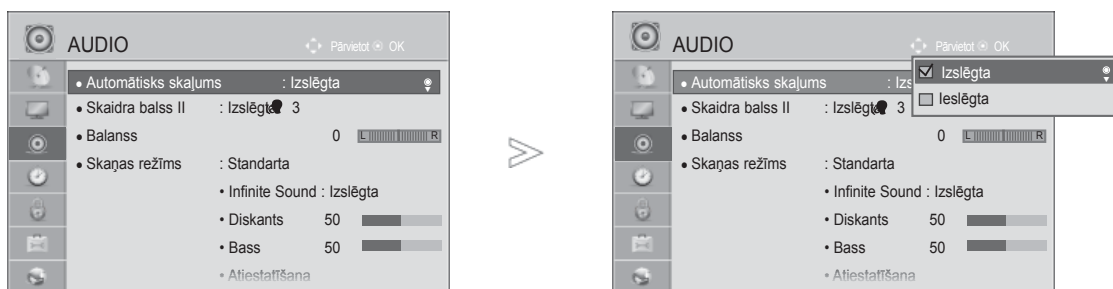 AUDIO
Pārvietot OK
• Automātisks skaļums : Izslēgta
• Skaidra balss II : Izslēgta 3
• Balanss 0 L R
• Skaņas režīms : Standarta
• Infinite Sound : Izslēgta
• Diskants 50
• Bass 50
• Atiestatīšana
>
AUDIO
Pārvietot OK
• Automātisks skaļums : Izs
Izslēgta
Ieslēgta
• Skaidra balss II : Izslēgta 3
• Balanss 0 L R
• Skaņas režīms : Standarta
• Infinite Sound : Izslēgta
• Diskants 50
• Bass 50
• Atiestatīšana